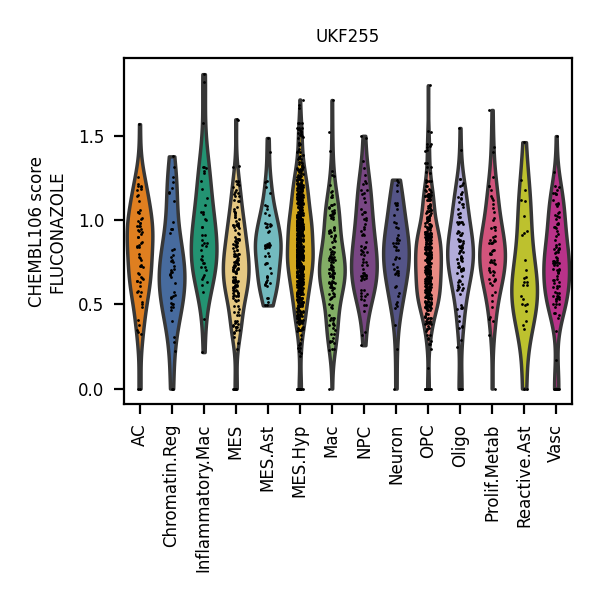 UKF255
CHEMBL106 score
FLUCONAZOLE
1.5
1.0
0.5
0.0
AC
Chromatin.Reg
Inflammatory.Mac
MES
MES.Ast
MES.Hyp
Mac
NPC
Neuron
OPC
Oligo
Prolif.Metab
Reactive.Ast
Vasc